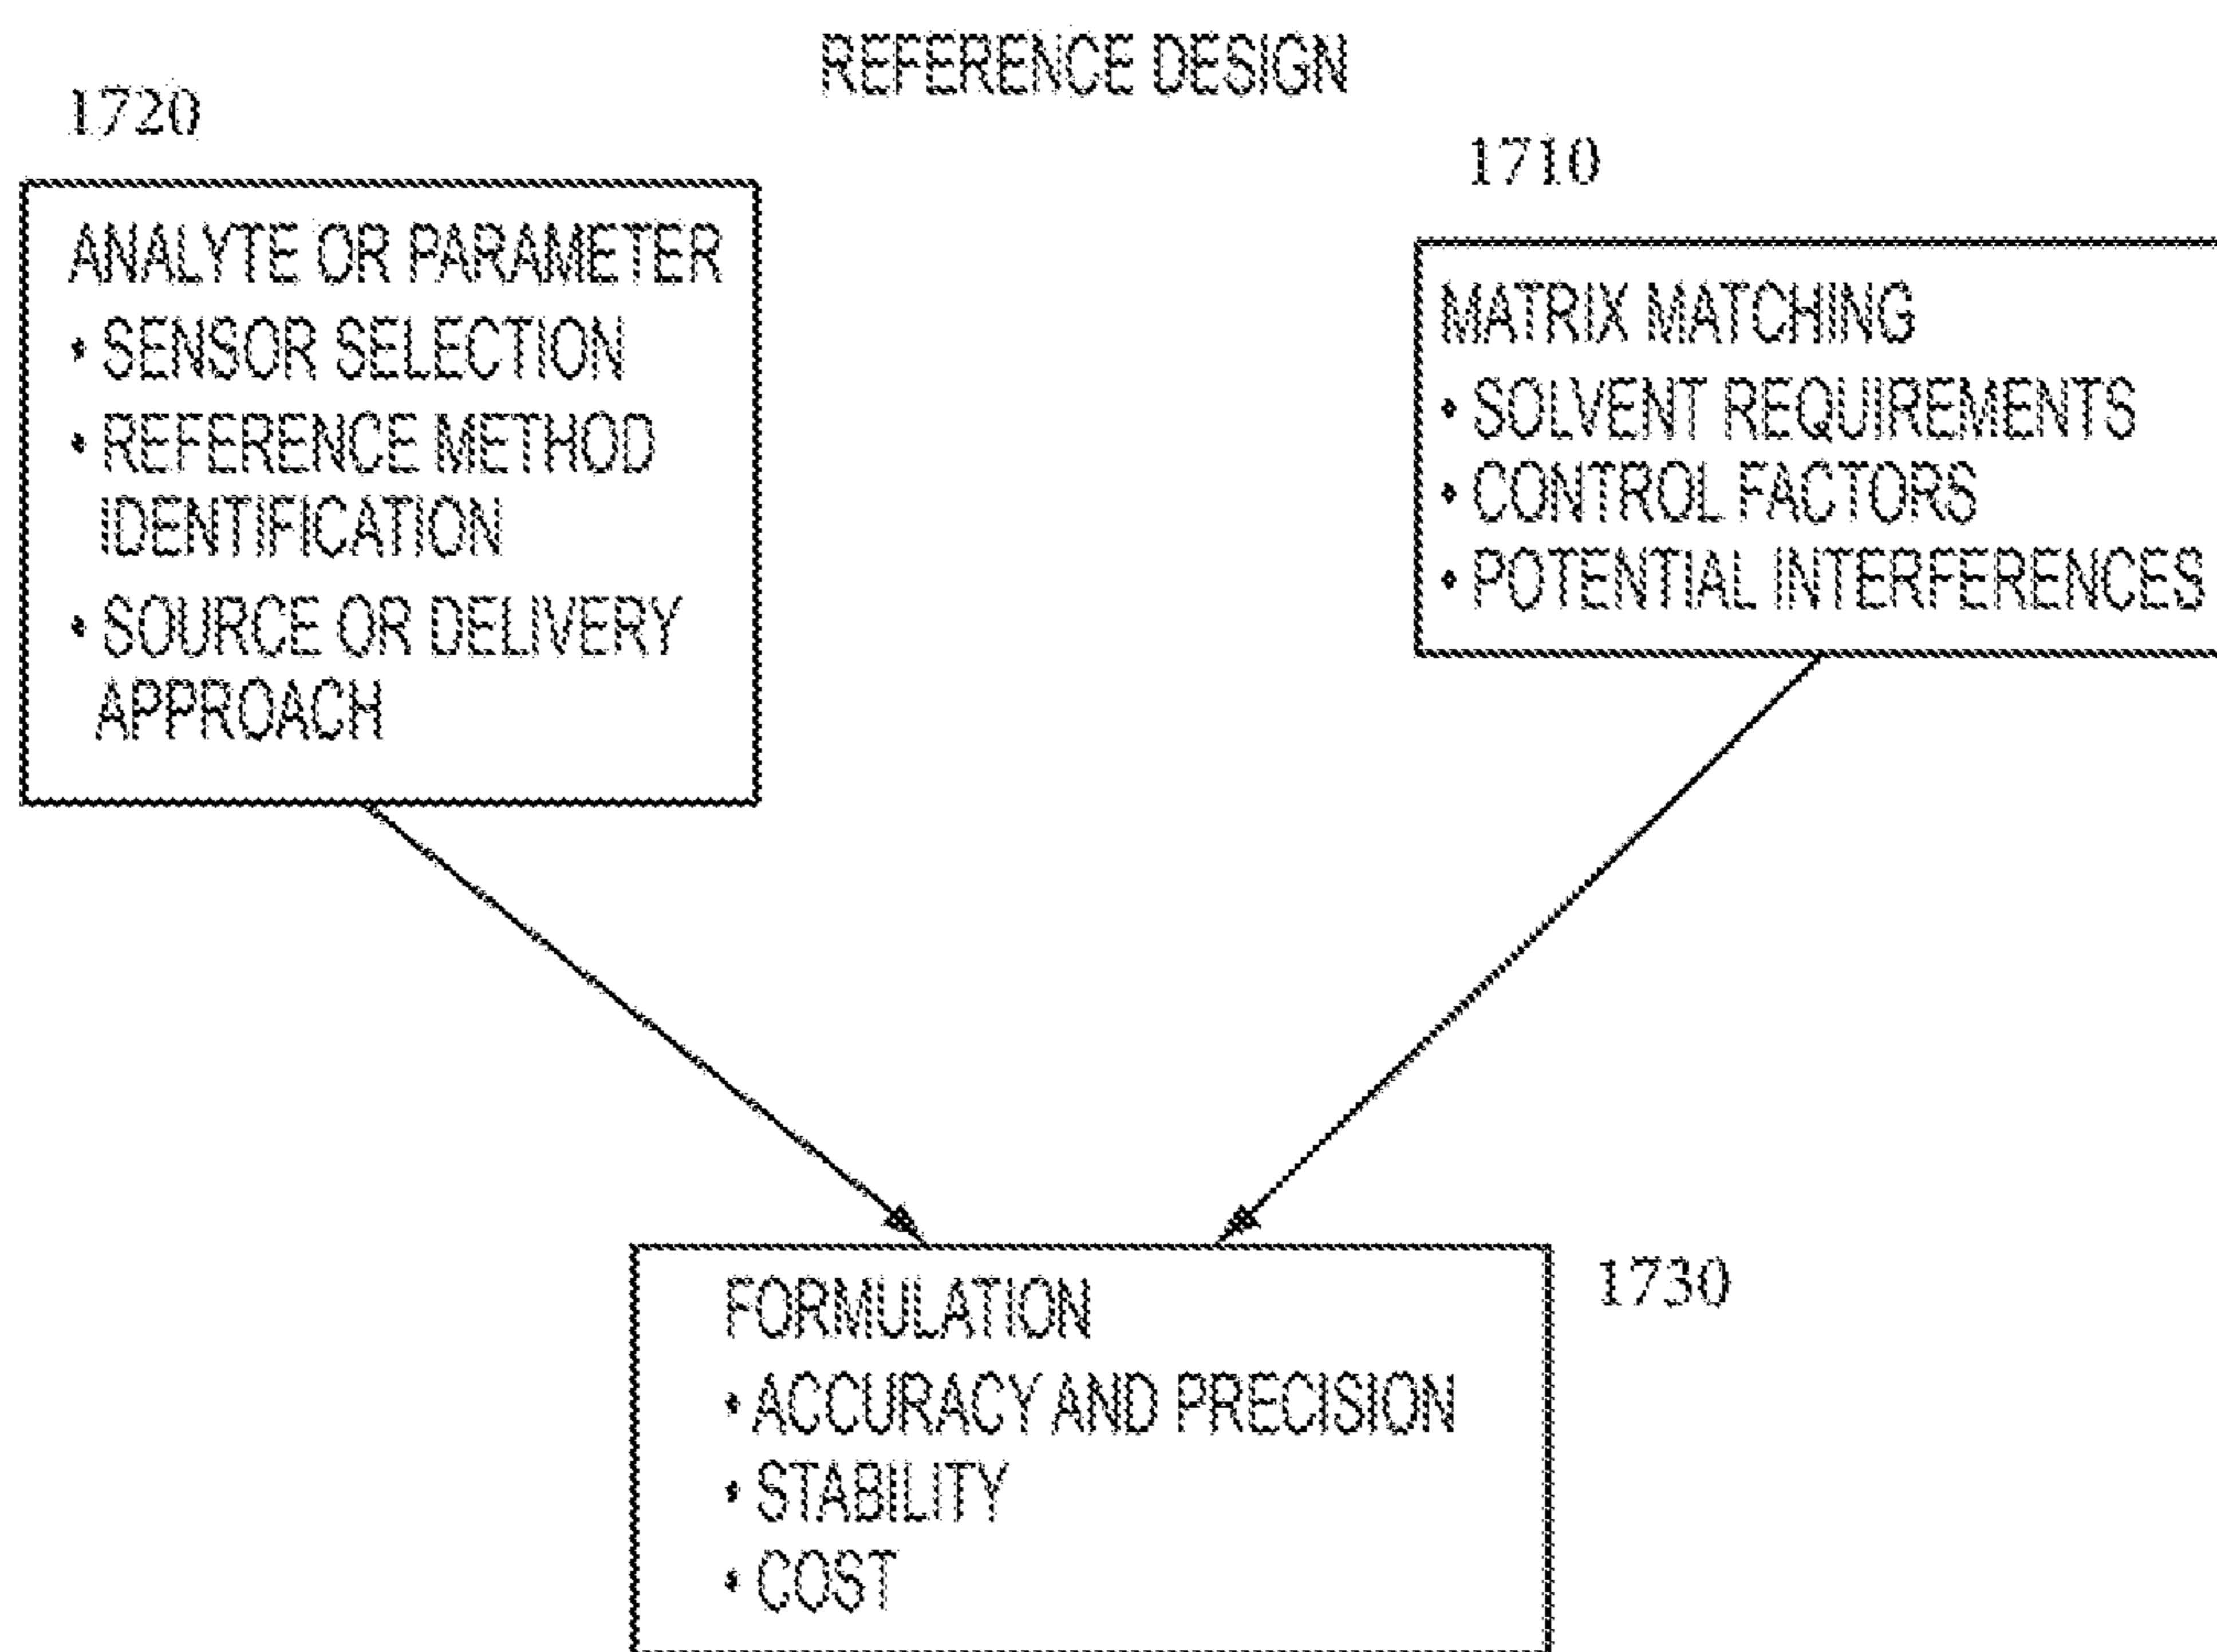 REFERENCE DESIGN
1720
ANALYTE OR PARAMETER
• SENSOR SELECTION
• REFERENCE METHOD
IDENTIFICATION
• SOURCE OR DELIVERY
APPROACH
1710
MATRIX MATCHING
• SOLVENT REQUIREMENTS
• CONTROL FACTORS
• POTENTIAL INTERFERENCES
1730
FORMULATION
• ACCURACY AND PRECISION
• STABILITY
• COST